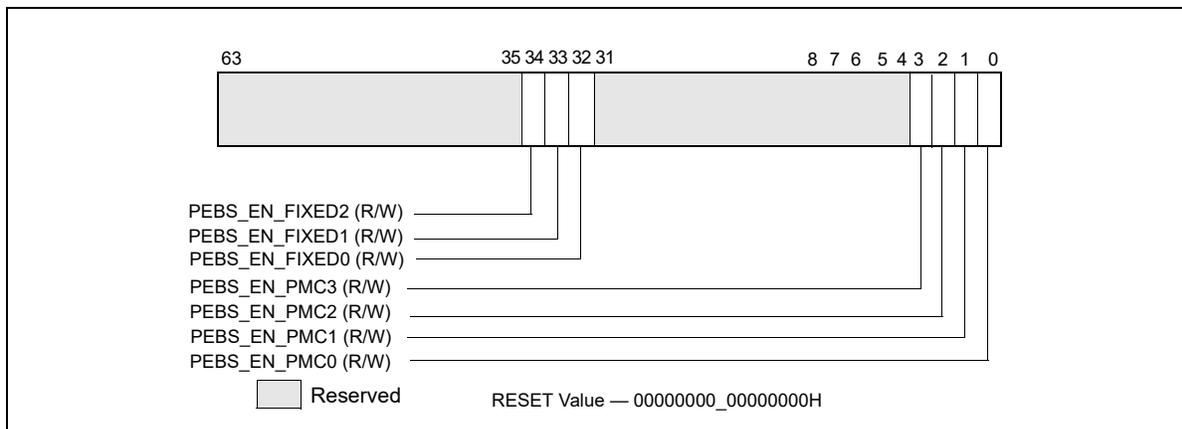 63 35 34 33 32 31 8 7 6 5 4 3 2 1 0
PEBS_EN_FIXED2 (R/W)
PEBS_EN_FIXED1 (R/W)
PEBS_EN_FIXED0 (R/W)
PEBS_EN_PMC3 (R/W)
PEBS_EN_PMC2 (R/W)
PEBS_EN_PMC1 (R/W)
PEBS_EN_PMC0 (R/W)
Reserved RESET Value — 00000000_00000000H